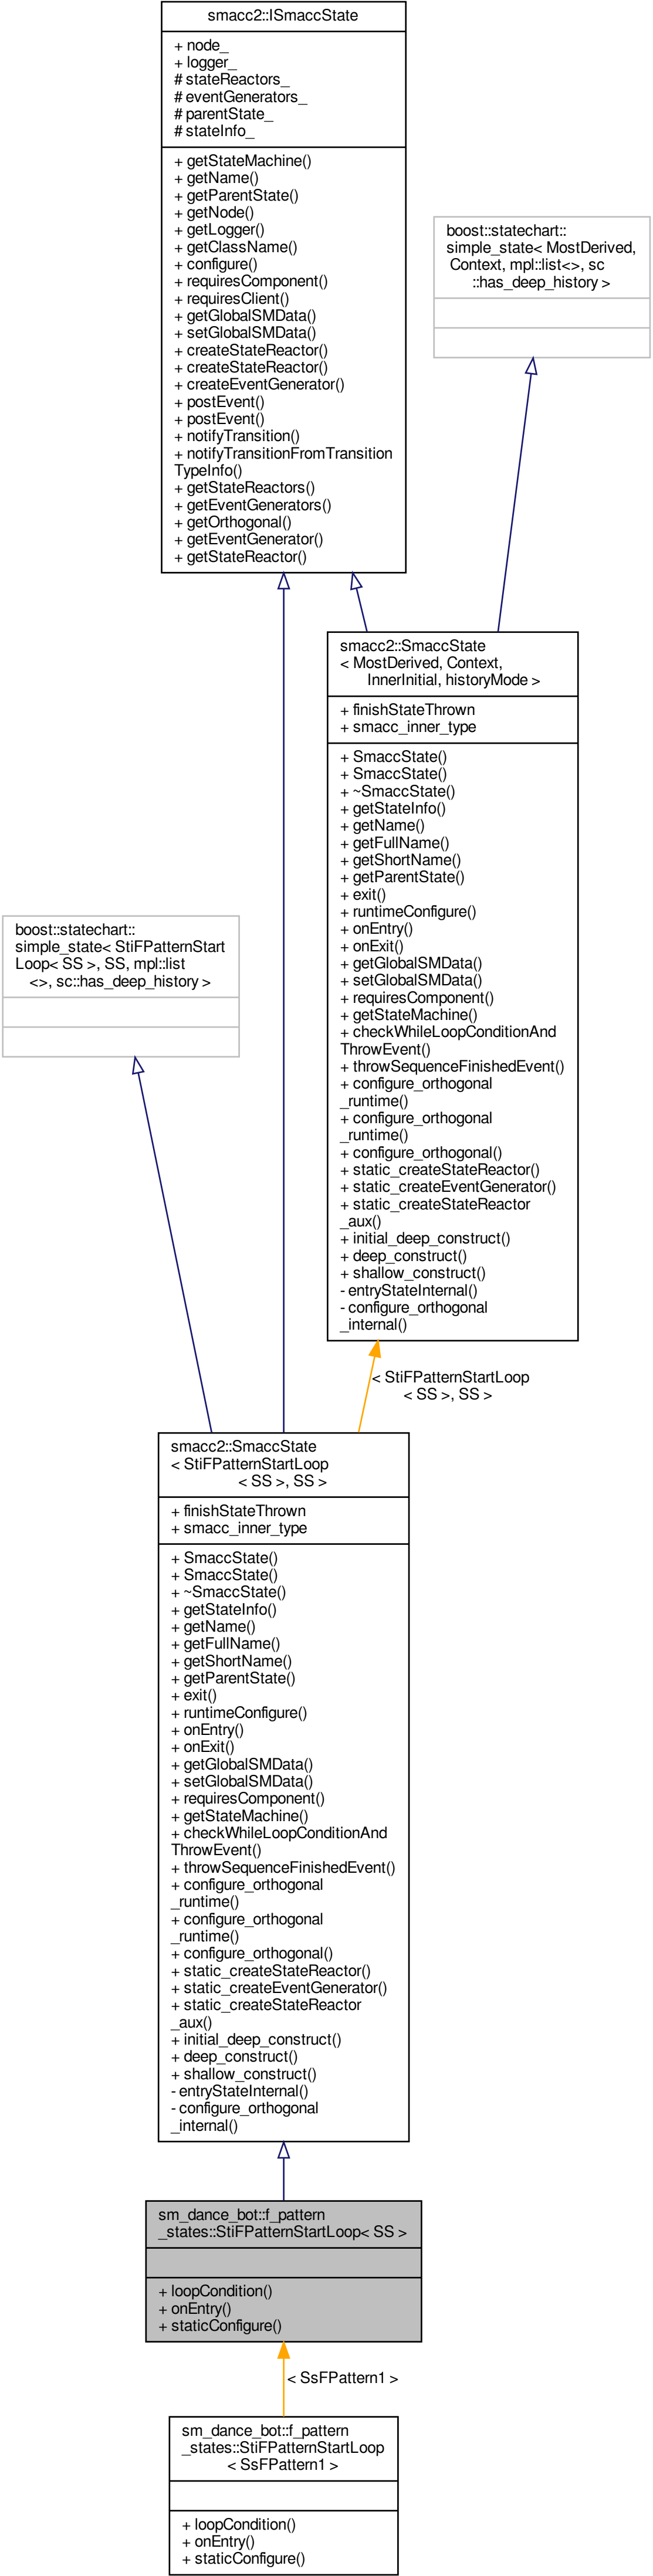 smacc2::ISmaccState
+ node_
+ logger_
# stateReactors_
# eventGenerators_
# parentState_
# stateInfo_
+ getStateMachine()
+ getName()
+ getParentState()
+ getNode()
+ getLogger()
+ getClassName()
+ configure()
+ requiresComponent()
+ requiresClient()
+ getGlobalSMData()
+ setGlobalSMData()
+ createStateReactor()
+ createStateReactor()
+ createEventGenerator()
+ postEvent()
+ postEvent()
+ notifyTransition()
+ notifyTransitionFromTransition
TypeInfo()
+ getStateReactors()
+ getEventGenerators()
+ getOrthogonal()
+ getEventGenerator()
+ getStateReactor()
boost::statechart::
simple_state< MostDerived,
Context, mpl::list<>, sc
::has_deep_history >
smacc2::SmaccState
< MostDerived, Context,
InnerInitial, historyMode >
+ finishStateThrown
+ smacc_inner_type
+ SmaccState()
+ SmaccState()
+ ~SmaccState()
+ getStateInfo()
+ getName()
+ getFullName()
+ getShortName()
+ getParentState()
+ exit()
+ runtimeConfigure()
+ onEntry()
+ onExit()
+ getGlobalSMData()
+ setGlobalSMData()
+ requiresComponent()
+ getStateMachine()
+ checkWhileLoopConditionAnd
ThrowEvent()
+ throwSequenceFinishedEvent()
+ configure_orthogonal
_runtime()
+ configure_orthogonal
_runtime()
+ configure_orthogonal()
+ static_createStateReactor()
+ static_createEventGenerator()
+ static_createStateReactor
_aux()
+ initial_deep_construct()
+ deep_construct()
+ shallow_construct()
- entryStateInternal()
- configure_orthogonal
_internal()
boost::statechart::
simple_state< StiFPatternStart
Loop< SS >, SS, mpl::list
<>, sc::has_deep_history >
< StiFPatternStartLoop
< SS >, SS >
smacc2::SmaccState
< StiFPatternStartLoop
< SS >, SS >
+ finishStateThrown
+ smacc_inner_type
+ SmaccState()
+ SmaccState()
+ ~SmaccState()
+ getStateInfo()
+ getName()
+ getFullName()
+ getShortName()
+ getParentState()
+ exit()
+ runtimeConfigure()
+ onEntry()
+ onExit()
+ getGlobalSMData()
+ setGlobalSMData()
+ requiresComponent()
+ getStateMachine()
+ checkWhileLoopConditionAnd
ThrowEvent()
+ throwSequenceFinishedEvent()
+ configure_orthogonal
_runtime()
+ configure_orthogonal
_runtime()
+ configure_orthogonal()
+ static_createStateReactor()
+ static_createEventGenerator()
+ static_createStateReactor
_aux()
+ initial_deep_construct()
+ deep_construct()
+ shallow_construct()
- entryStateInternal()
- configure_orthogonal
_internal()
sm_dance_bot::f_pattern
_states::StiFPatternStartLoop< SS >
+ loopCondition()
+ onEntry()
+ staticConfigure()
< SsFPattern1 >
sm_dance_bot::f_pattern
_states::StiFPatternStartLoop
< SsFPattern1 >
+ loopCondition()
+ onEntry()
+ staticConfigure()